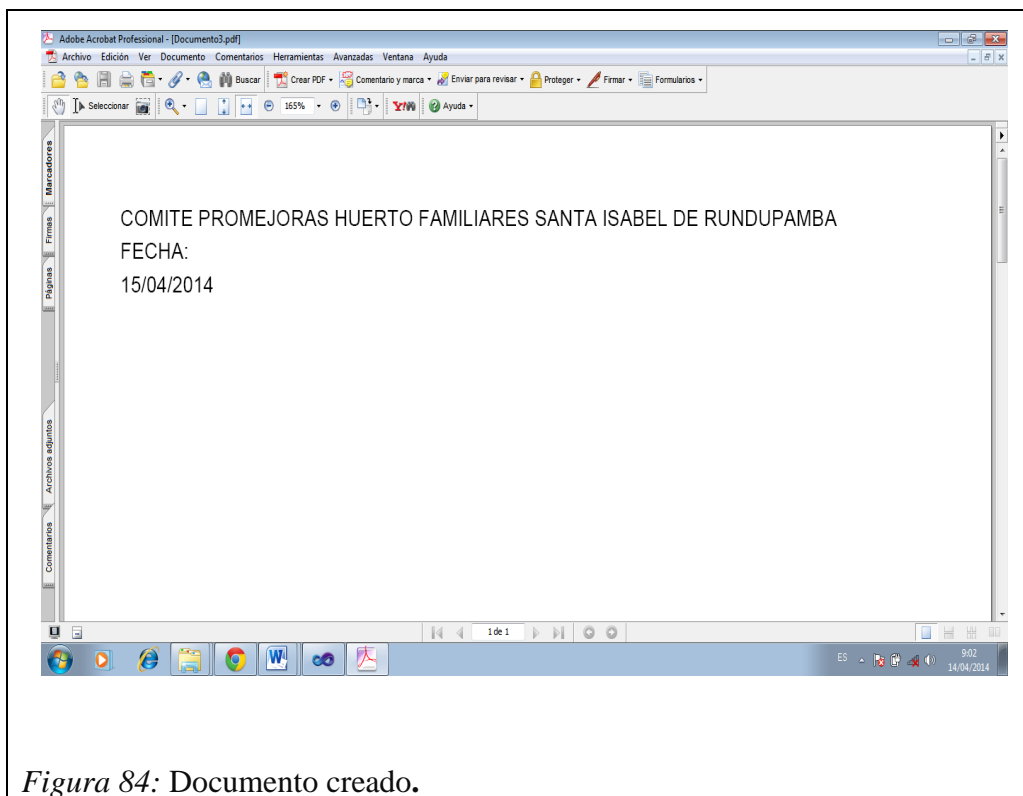 Adobe Acrobat Professional - [Documento3.pdf]
Archivo Edición Ver Documento Comentarios Herramientas Avanzadas Ventana Ayuda
Buscar Crear PDF Comentario y marca Enviar para revisar Proteger Firmar Formularios
Seleccionar 165% Y! Ayuda
Marcadores
Firmas
Páginas
Archivos adjuntos
Comentarios
COMITE PROMEJORAS HUERTO FAMILIARES SANTA ISABEL DE RUNDUPAMBA
FECHA:
15/04/2014
1 de 1
ES 9:02
14/04/2014
Figura 84: Documento creado.